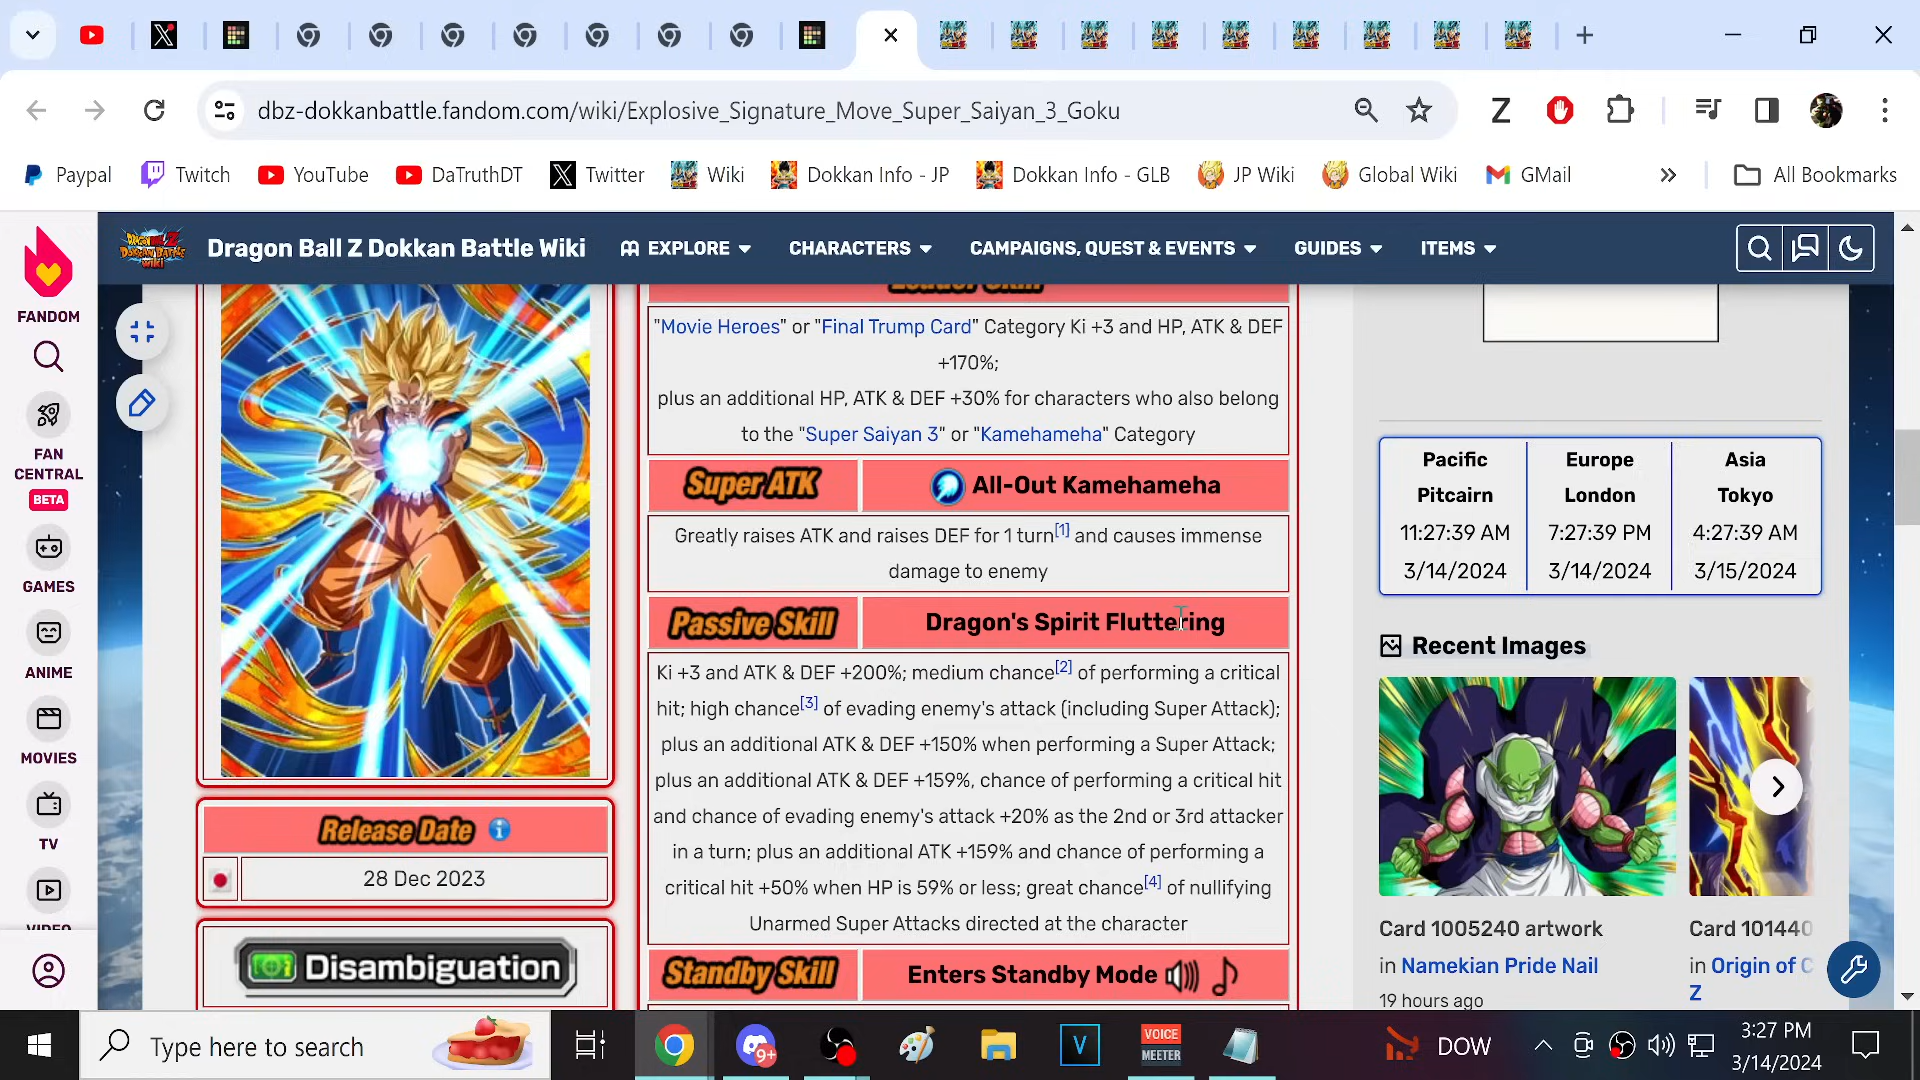 dbz-dokkanbattle.fandom.com/wiki/Explosive_Signature_Move_Super_Saiyan_3_Goku
Paypal
Twitch
YouTube
DaTruthDT
Twitter
Wiki
Dokkan Info - JP
Dokkan Info - GLB
JP Wiki
Global Wiki
GMail
»
All Bookmarks
Dragon Ball Z Dokkan Battle Wiki
EXPLORE
CHARACTERS
CAMPAIGNS, QUEST & EVENTS
GUIDES
ITEMS
FANDOM
FAN
CENTRAL
BETA
GAMES
ANIME
MOVIES
TV
VIDEO
Release Date
28 Dec 2023
Disambiguation
Leader Skill
"Movie Heroes" or "Final Trump Card" Category Ki +3 and HP, ATK & DEF
+170%;
plus an additional HP, ATK & DEF +30% for characters who also belong
to the "Super Saiyan 3" or "Kamehameha" Category
Super ATK
All-Out Kamehameha
Greatly raises ATK and raises DEF for 1 turn[1] and causes immense
damage to enemy
Passive Skill
Dragon's Spirit Fluttering
Ki +3 and ATK & DEF +200%; medium chance[2] of performing a critical
hit; high chance[3] of evading enemy's attack (including Super Attack);
plus an additional ATK & DEF +150% when performing a Super Attack;
plus an additional ATK & DEF +159%, chance of performing a critical hit
and chance of evading enemy's attack +20% as the 2nd or 3rd attacker
in a turn; plus an additional ATK +159% and chance of performing a
critical hit +50% when HP is 59% or less; great chance[4] of nullifying
Unarmed Super Attacks directed at the character
Standby Skill
Enters Standby Mode
Pacific
Pitcairn
11:27:39 AM
3/14/2024
Europe
London
7:27:39 PM
3/14/2024
Asia
Tokyo
4:27:39 AM
3/15/2024
Recent Images
Card 1005240 artwork
in Namekian Pride Nail
19 hours ago
Card 101440
in Origin of
Z
Type here to search
9+
V
VOICE
MEETER
DOW
3:27 PM
3/14/2024